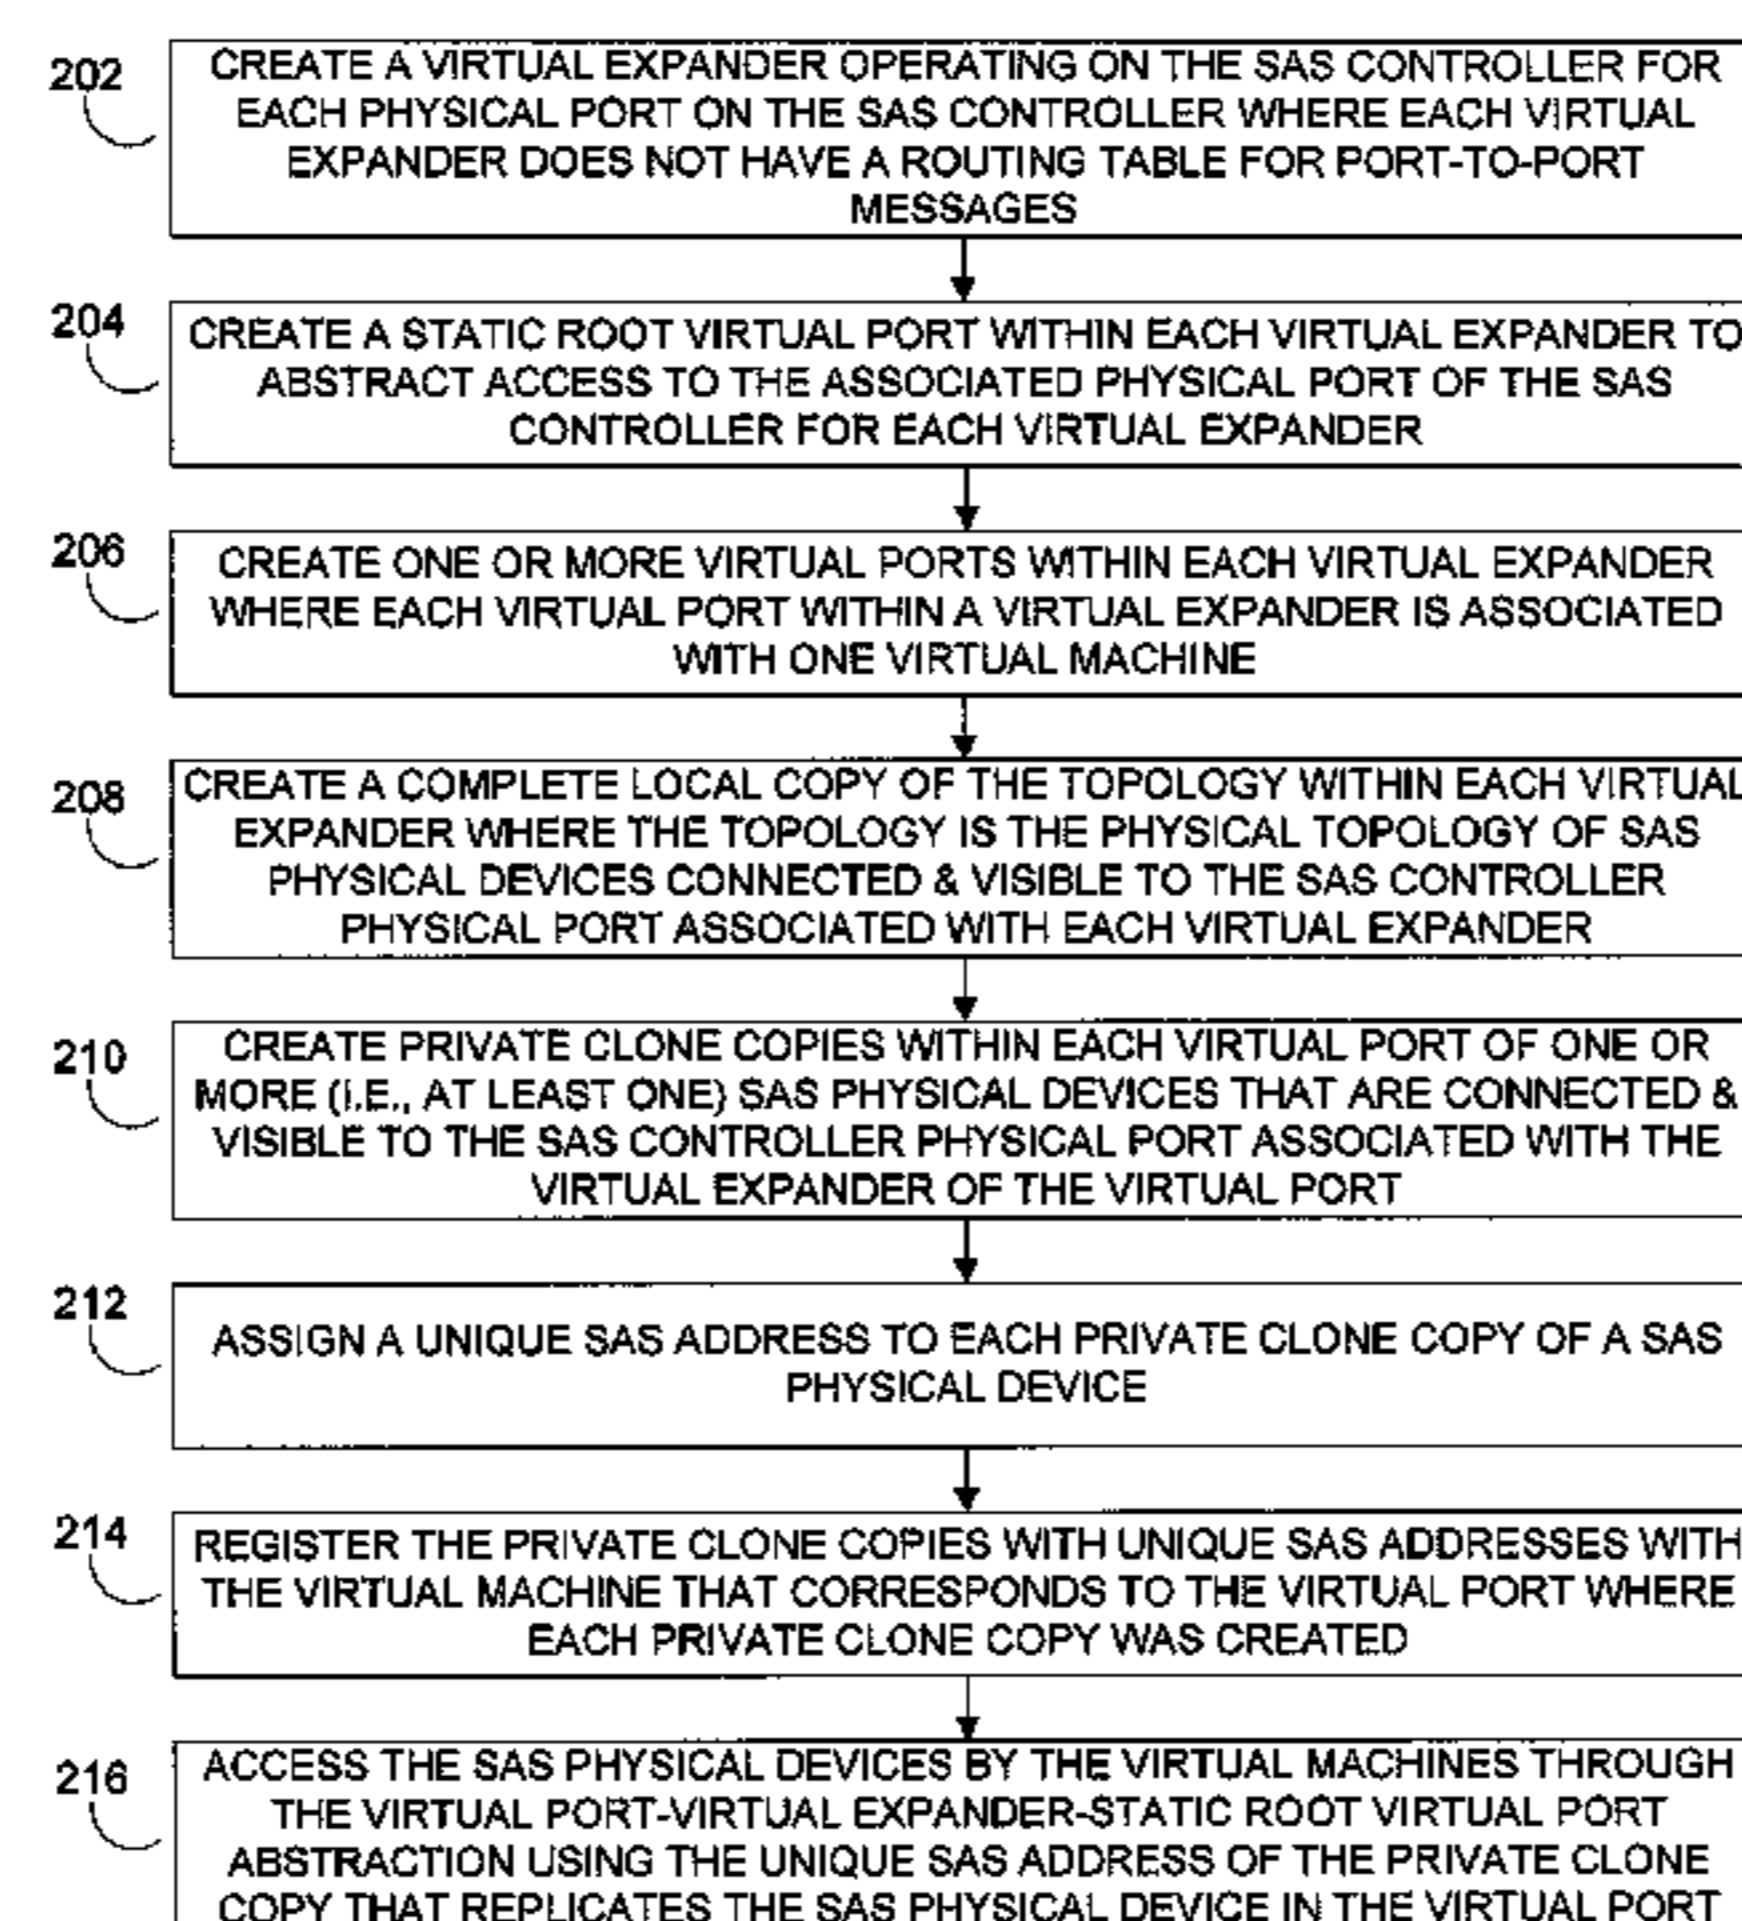 202
CREATE A VIRTUAL EXPANDER OPERATING ON THE SAS CONTROLLER FOR
EACH PHYSICAL PORT ON THE SAS CONTROLLER WHERE EACH VIRTUAL
EXPANDER DOES NOT HAVE A ROUTING TABLE FOR PORT-TO-PORT
MESSAGES
204
CREATE A STATIC ROOT VIRTUAL PORT WITHIN EACH VIRTUAL EXPANDER TO
ABSTRACT ACCESS TO THE ASSOCIATED PHYSICAL PORT OF THE SAS
CONTROLLER FOR EACH VIRTUAL EXPANDER
206
CREATE ONE OR MORE VIRTUAL PORTS WITHIN EACH VIRTUAL EXPANDER
WHERE EACH VIRTUAL PORT WITHIN A VIRTUAL EXPANDER IS ASSOCIATED
WITH ONE VIRTUAL MACHINE
208
CREATE A COMPLETE LOCAL COPY OF THE TOPOLOGY WITHIN EACH VIRTUAL
EXPANDER WHERE THE TOPOLOGY IS THE PHYSICAL TOPOLOGY OF SAS
PHYSICAL DEVICES CONNECTED & VISIBLE TO THE SAS CONTROLLER
PHYSICAL PORT ASSOCIATED WITH EACH VIRTUAL EXPANDER
210
CREATE PRIVATE CLONE COPIES WITHIN EACH VIRTUAL PORT OF ONE OR
MORE (I.E., AT LEAST ONE) SAS PHYSICAL DEVICES THAT ARE CONNECTED &
VISIBLE TO THE SAS CONTROLLER PHYSICAL PORT ASSOCIATED WITH THE
VIRTUAL EXPANDER OF THE VIRTUAL PORT
212
ASSIGN A UNIQUE SAS ADDRESS TO EACH PRIVATE CLONE COPY OF A SAS
PHYSICAL DEVICE
214
REGISTER THE PRIVATE CLONE COPIES WITH UNIQUE SAS ADDRESSES WITH
THE VIRTUAL MACHINE THAT CORRESPONDS TO THE VIRTUAL PORT WHERE
EACH PRIVATE CLONE COPY WAS CREATED
216
ACCESS THE SAS PHYSICAL DEVICES BY THE VIRTUAL MACHINES THROUGH
THE VIRTUAL PORT-VIRTUAL EXPANDER-STATIC ROOT VIRTUAL PORT
ABSTRACTION USING THE UNIQUE SAS ADDRESS OF THE PRIVATE CLONE
COPY THAT REPLICATES THE SAS PHYSICAL DEVICE IN THE VIRTUAL PORT